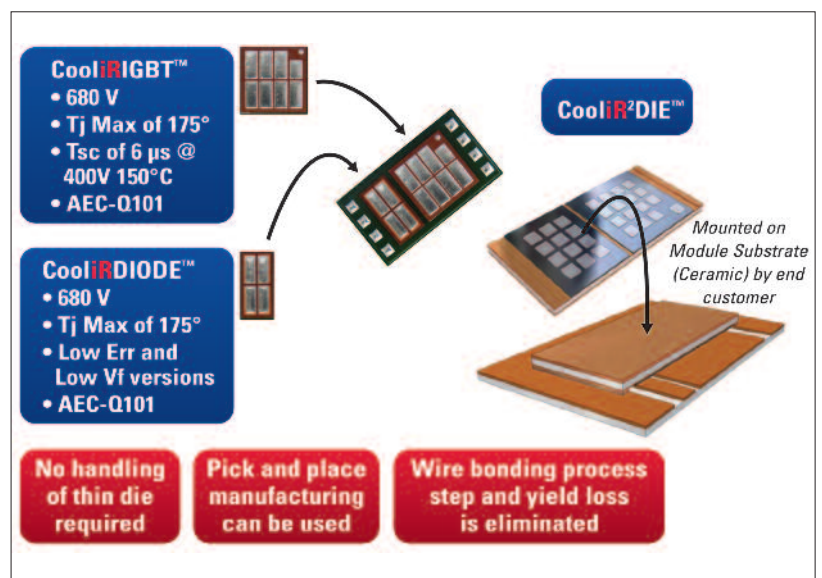 CooliRIGBT™
• 680 V
• Tj Max of 175°
• Tsc of 6 µs @
400V 150°C
• AEC-Q101
CooliRDIODE™
• 680 V
• Tj Max of 175°
• Low Err and
Low Vf versions
• AEC-Q101
CooliR²DIE™
Mounted on
Module Substrate
(Ceramic) by end
customer
No handling
of thin die
required
Pick and place
manufacturing
can be used
Wire bonding process
step and yield loss
is eliminated